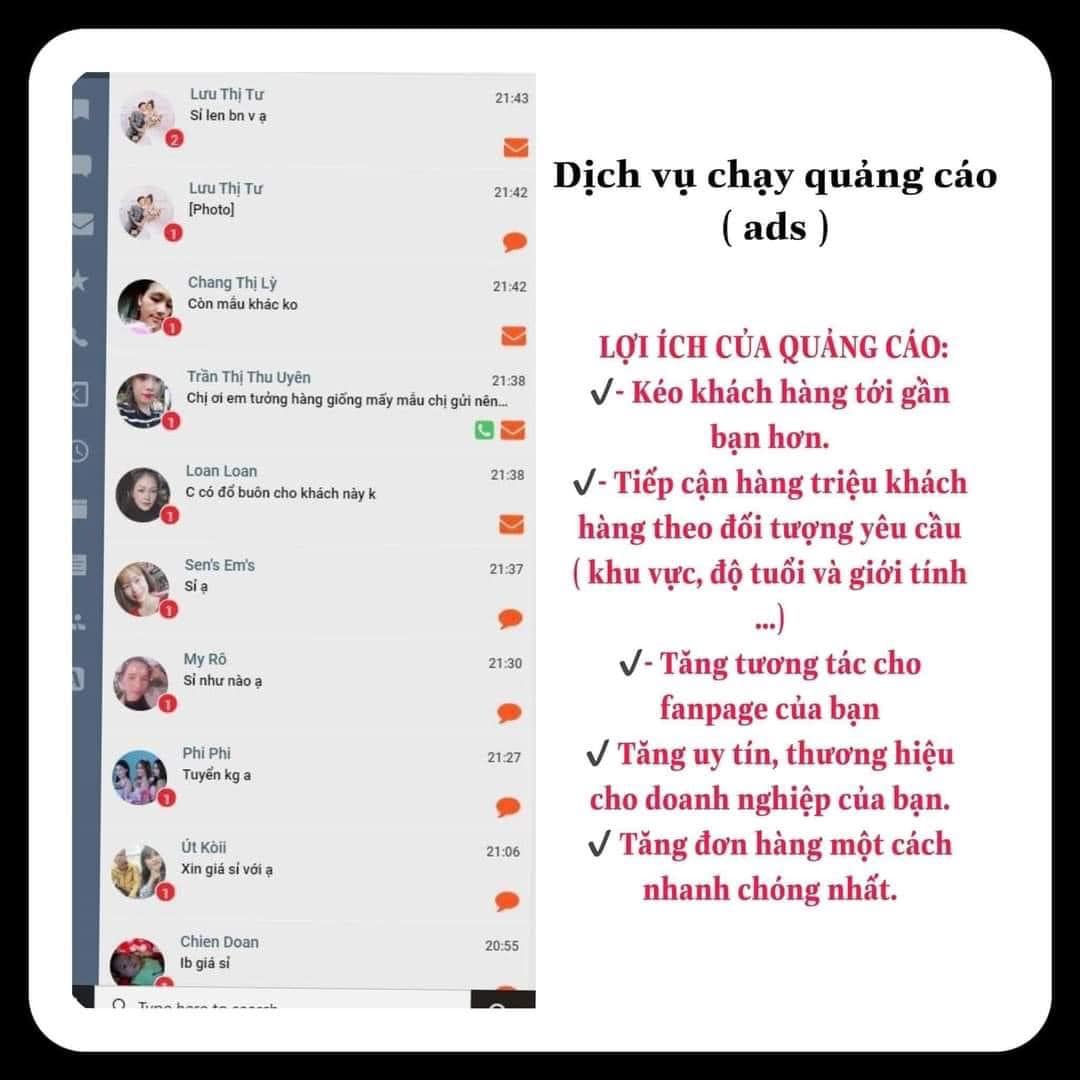 Lưu Thị Tư
21:43
Sỉ len bn v ạ
2
Lưu Thị Tư
21:42
[Photo]
1
Chang Thị Lỳ
21:42
Còn mẫu khác ko
1
Trần Thị Thu Uyên
21:38
Chị ơi em tưởng hàng giống mấy mẫu chị gửi nên...
1
Loan Loan
21:38
C có đổ buôn cho khách này k
1
Sen's Em's
21:37
Sỉ ạ
1
My Rô
21:30
Sỉ như nào ạ
1
Phi Phi
21:27
Tuyển kg a
1
Út Kòii
21:06
Xin giá sỉ với ạ
1
Chien Doan
20:55
Ib giá sỉ
Type here to search
Dịch vụ chạy quảng cáo
( ads )
LỢI ÍCH CỦA QUẢNG CÁO:
✔- Kéo khách hàng tới gần
bạn hơn.
✔- Tiếp cận hàng triệu khách
hàng theo đối tượng yêu cầu
( khu vực, độ tuổi và giới tính
...)
✔- Tăng tương tác cho
fanpage của bạn
✔ Tăng uy tín, thương hiệu
cho doanh nghiệp của bạn.
✔ Tăng đơn hàng một cách
nhanh chóng nhất.